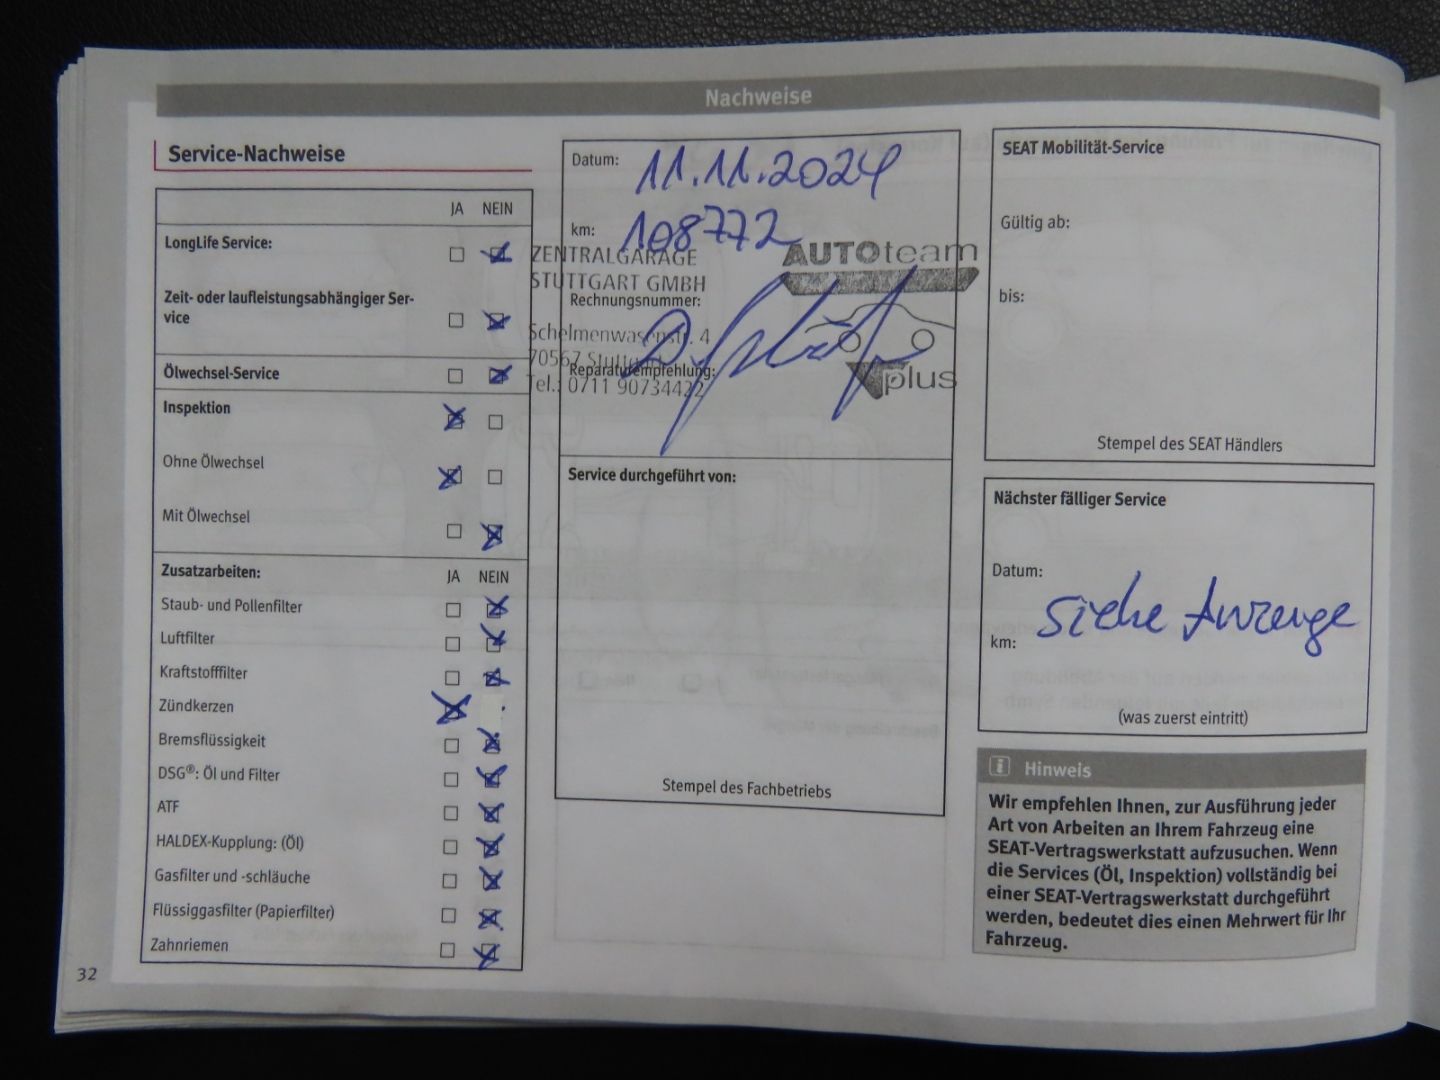 Nachweise
Service-Nachweise
JA NEIN
LongLife Service:
Zeit- oder laufleistungsabhängiger Ser-
vice
Ölwechsel-Service
Inspektion
Ohne Ölwechsel
Mit Ölwechsel
Zusatzarbeiten: JA NEIN
Staub- und Pollenfilter
Luftfilter
Kraftstofffilter
Zündkerzen
Bremsflüssigkeit
DSG®: Öl und Filter
ATF
HALDEX-Kupplung: (Öl)
Gasfilter und -schläuche
Flüssiggasfilter (Papierfilter)
Zahnriemen
32
Datum: 11.11.2024
km: 108772
ZENTRALGARAGE
STUTTGART GMBH
Rechnungsnummer:
Schelmenwasenstr. 4
70567 Stuttgart
Reparaturempfehlung:
Tel.: 0711 90734422
AUTOteam
plus
Service durchgeführt von:
Stempel des Fachbetriebs
SEAT Mobilität-Service
Gültig ab:
bis:
Stempel des SEAT Händlers
Nächster fälliger Service
Datum:
siehe Anzeige
km:
(was zuerst eintritt)
i Hinweis
Wir empfehlen Ihnen, zur Ausführung jeder
Art von Arbeiten an Ihrem Fahrzeug eine
SEAT-Vertragswerkstatt aufzusuchen. Wenn
die Services (Öl, Inspektion) vollständig bei
einer SEAT-Vertragswerkstatt durchgeführt
werden, bedeutet dies einen Mehrwert für Ihr
Fahrzeug.